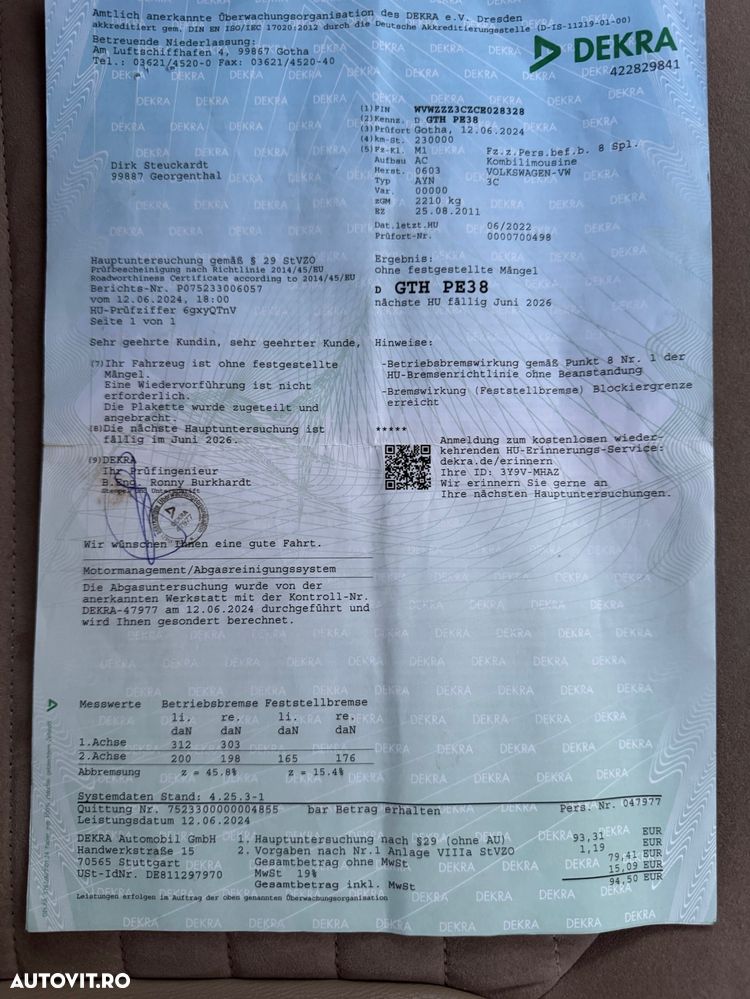 Amtlich anerkannte Überwachungsorganisation des DEKRA e.V. Dresden
akkreditiert gem. DIN EN ISO/IEC 17020:2012 durch die Deutsche Akkreditierungsstelle (D-IS-11219-01-00)
Betreuende Niederlassung:
Am Luftschiffhafen 4, 99867 Gotha
Tel.: 03621/4520-0 Fax: 03621/4520-40
DEKRA
422829841
(1) FIN WVWZZZ3CZCE028328
(2) Kennz. D GTH PE38
(3) Prüfort Gotha, 12.06.2024
(4) km-St. 230000
(5) Fz-Kl. M1 Fz.z.Pers.bef.b. 8 Spl.
Aufbau AC Kombilimousine
Herst. 0603 VOLKSWAGEN-VW
Typ AYN 3C
Var. 00000
zGM 2210 kg
EZ 25.08.2011
Dat.letzt.HU 06/2022
Prüfort-Nr. 0000700498
Dirk Steuckardt
99887 Georgenthal
Hauptuntersuchung gemäß § 29 StVZO
Prüfbescheinigung nach Richtlinie 2014/45/EU
Roadworthiness Certificate according to 2014/45/EU
Berichts-Nr. P075233006057
vom 12.06.2024, 18:00
HU-Prüfziffer 6gxyQTnV
Seite 1 von 1
Ergebnis:
ohne festgestellte Mängel
D GTH PE38
nächste HU fällig Juni 2026
Sehr geehrte Kundin, sehr geehrter Kunde,
(7) Ihr Fahrzeug ist ohne festgestellte
Mängel.
Eine Wiedervorführung ist nicht
erforderlich.
Die Plakette wurde zugeteilt und
angebracht.
(8) Die nächste Hauptuntersuchung ist
fällig im Juni 2026.
(9) DEKRA
Ihr Prüfingenieur
B.Eng. Ronny Burkhardt
Stempel und Unterschrift
Hinweise:
-Betriebsbremswirkung gemäß Punkt 8 Nr. 1 der
HU-Bremsenrichtlinie ohne Beanstandung
-Bremswirkung (Feststellbremse) Blockiergrenze
erreicht
*****
Anmeldung zum kostenlosen wieder-
kehrenden HU-Erinnerungs-Service:
dekra.de/erinnern
Ihre ID: 3Y9V-MHAZ
Wir erinnern Sie gerne an
Ihre nächsten Hauptuntersuchungen.
Wir wünschen Ihnen eine gute Fahrt.
Motormanagement/Abgasreinigungssystem
Die Abgasuntersuchung wurde von der
anerkannten Werkstatt mit der Kontroll-Nr.
DEKRA-47977 am 12.06.2024 durchgeführt und
wird Ihnen gesondert berechnet.
Messwerte Betriebsbremse Feststellbremse
li. re. li. re.
daN daN daN daN
1.Achse 312 303
2.Achse 200 198 165 176
Abbremsung z = 45.8% z = 15.4%
Systemdaten Stand: 4.25.3-1
Quittung Nr. 7523300000004855 bar Betrag erhalten Pers. Nr. 047977
Leistungsdatum 12.06.2024
DEKRA Automobil GmbH 1. Hauptuntersuchung nach §29 (ohne AU) 93,31 EUR
Handwerkstraße 15 2. Vorgaben nach Nr.1 Anlage VIIIa StVZO 1,19 EUR
70565 Stuttgart Gesamtbetrag ohne MwSt 79,41 EUR
USt-IdNr. DE811297970 MwSt 19% 15,09 EUR
Gesamtbetrag inkl. MwSt 94,50 EUR
Leistungen erfolgen im Auftrag der oben genannten Überwachungsorganisation
AUTOVIT.RO